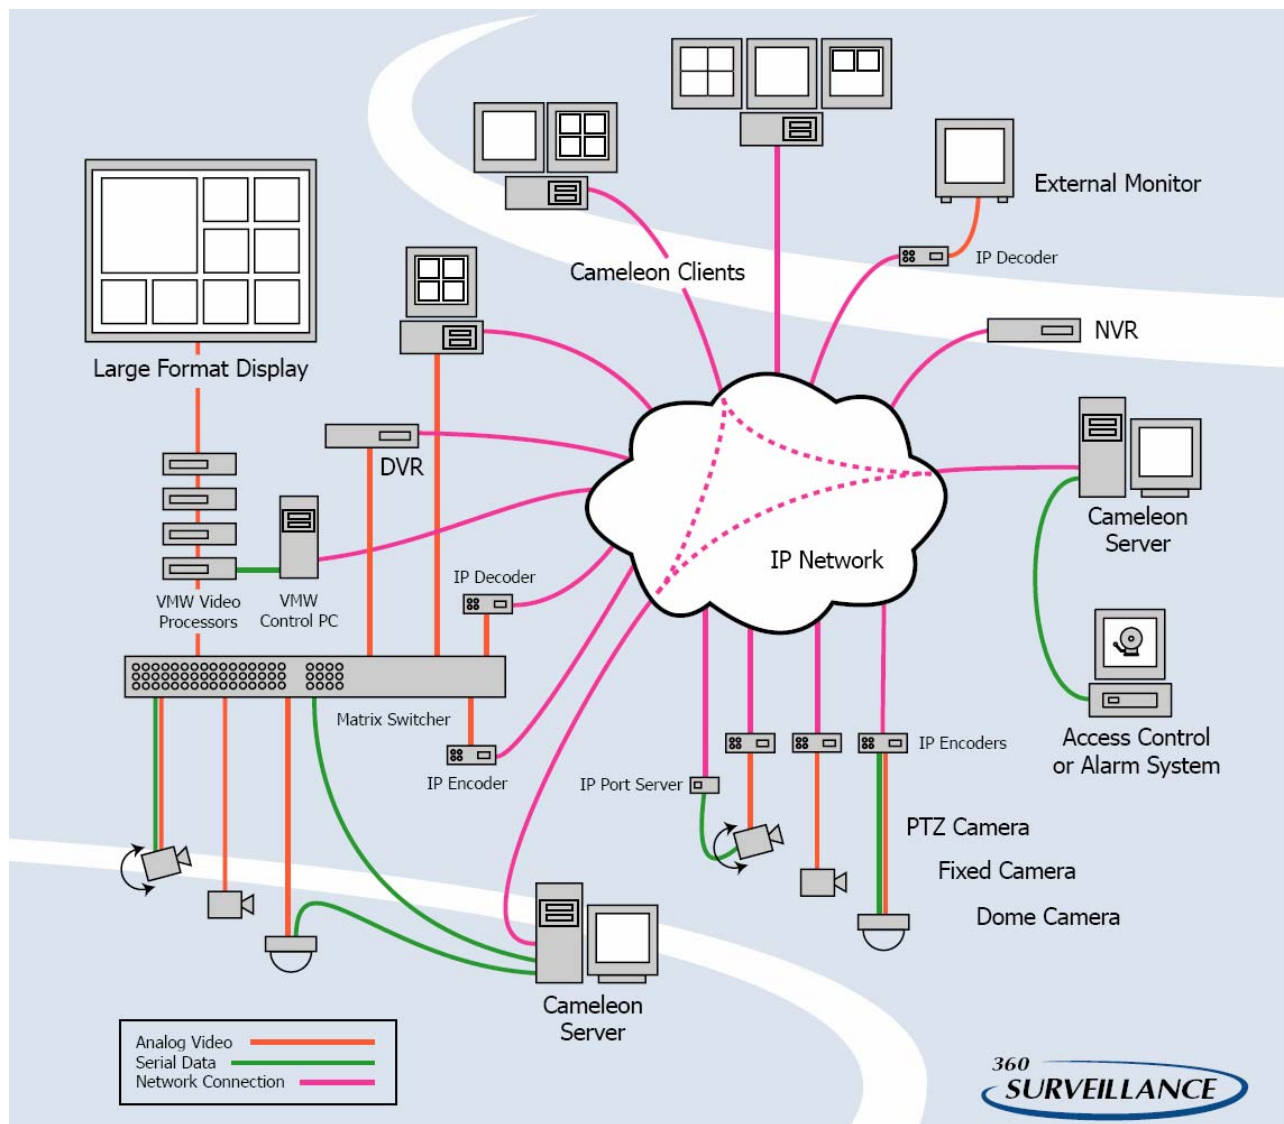 External Monitor
IP Decoder
Cameleon Clients
NVR
Large Format Display
DVR
Cameleon
Server
IP Network
IP Decoder
VMW Video
Processors
VMW
Control PC
Matrix Switcher
IP Encoder
IP Port Server
IP Encoders
Access Control
or Alarm System
PTZ Camera
Fixed Camera
Dome Camera
Cameleon
Server
Analog Video
Serial Data
Network Connection
360
SURVEILLANCE